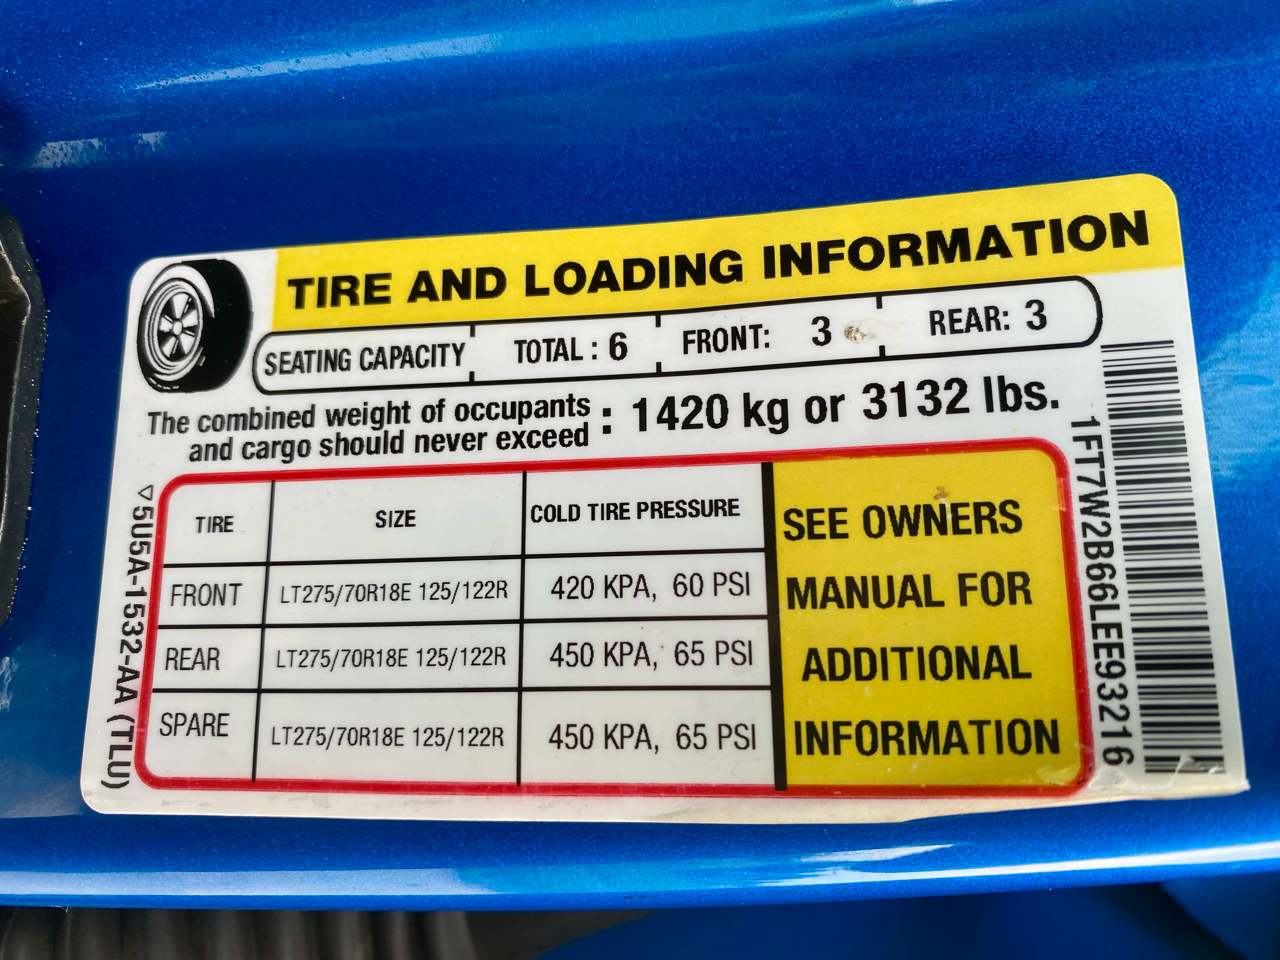 TIRE AND LOADING INFORMATION
SEATING CAPACITY TOTAL : 6 FRONT: 3 REAR: 3
The combined weight of occupants
and cargo should never exceed : 1420 kg or 3132 lbs.
TIRE SIZE COLD TIRE PRESSURE
FRONT LT275/70R18E 125/122R 420 KPA, 60 PSI
REAR LT275/70R18E 125/122R 450 KPA, 65 PSI
SPARE LT275/70R18E 125/122R 450 KPA, 65 PSI
SEE OWNERS
MANUAL FOR
ADDITIONAL
INFORMATION
5U5A-1532-AA (TLU)
1FT7W2B66LEE93216